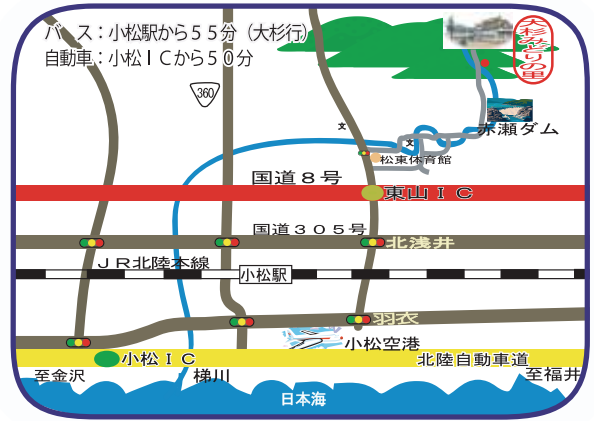 バス：小松駅から５５分（大杉行）
自動車：小松ＩＣから５０分
大杉みどりの里
360
赤瀬ダム
文
文
松東体育館
国道８号
東山ＩＣ
国道３０５号
北浅井
ＪＲ北陸本線
小松駅
羽衣
小松空港
小松ＩＣ
北陸自動車道
至金沢
梯川
至福井
日本海